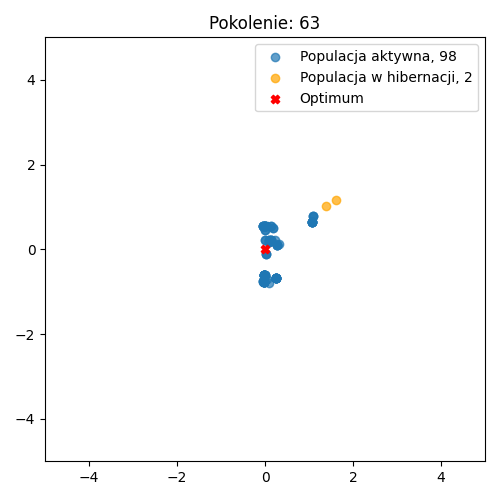 Pokolenie: 63
Populacja aktywna, 98
Populacja w hibernacji, 2
Optimum
4
2
0
−2
−4
−4
−2
0
2
4